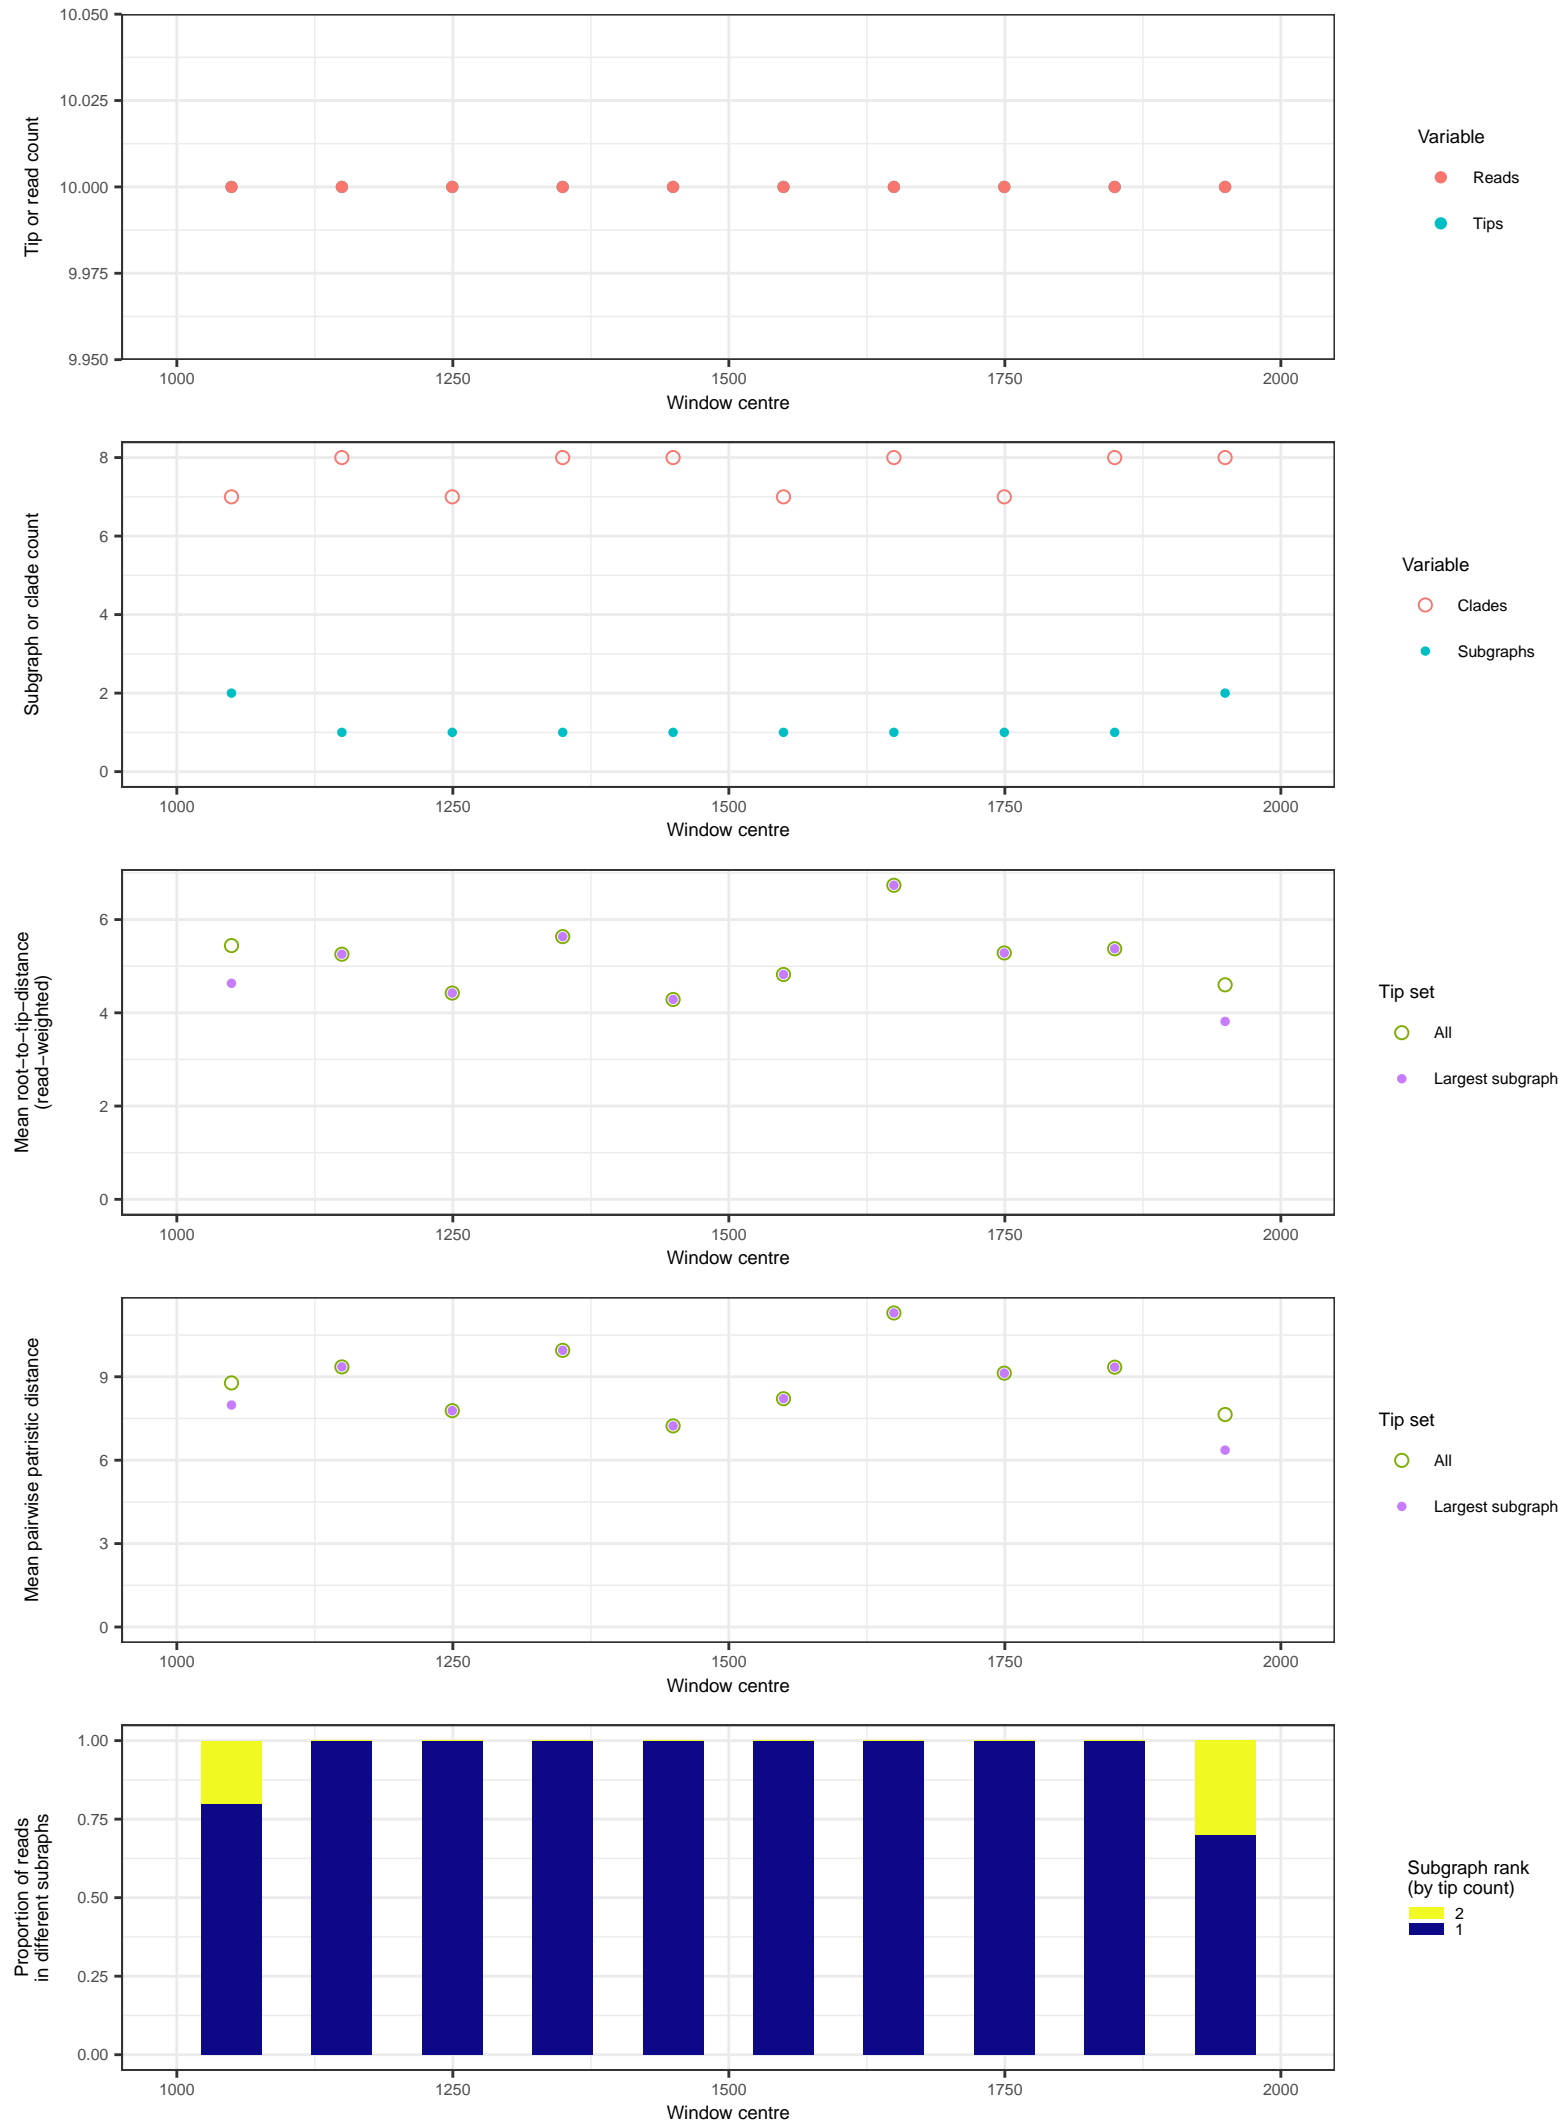 10.050
10.025
10.000
9.975
9.950
Tip or read count
1000 1250 1500 1750 2000
Window centre
Variable
Reads
Tips
8
6
4
2
0
Subgraph or clade count
1000 1250 1500 1750 2000
Window centre
Variable
Clades
Subgraphs
6
4
2
0
Mean root−to−tip−distance
(read−weighted)
1000 1250 1500 1750 2000
Window centre
Tip set
All
Largest subgraph
9
6
3
0
Mean pairwise patristic distance
1000 1250 1500 1750 2000
Window centre
Tip set
All
Largest subgraph
1.00
0.75
0.50
0.25
0.00
Proportion of reads
in different subraphs
1000 1250 1500 1750 2000
Window centre
Subgraph rank
(by tip count)
2
1